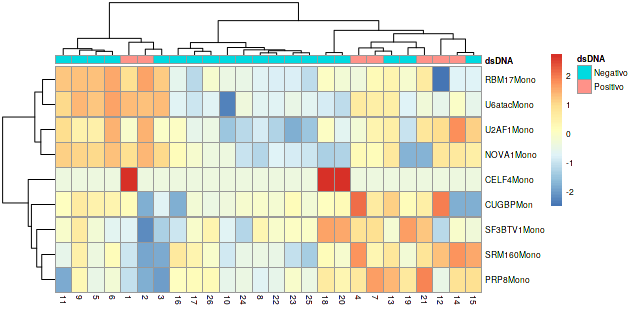 dsDNA
dsDNA
Negativo
Positivo
2
1
0
-1
-2
RBM17Mono
U6atacMono
U2AF1Mono
NOVA1Mono
CELF4Mono
CUGBPMono
SF3BTV1Mono
SRM160Mono
PRP8Mono
11 9 5 6 1 2 3 16 17 26 10 24 8 22 23 25 18 20 4 7 13 19 21 12 14 15